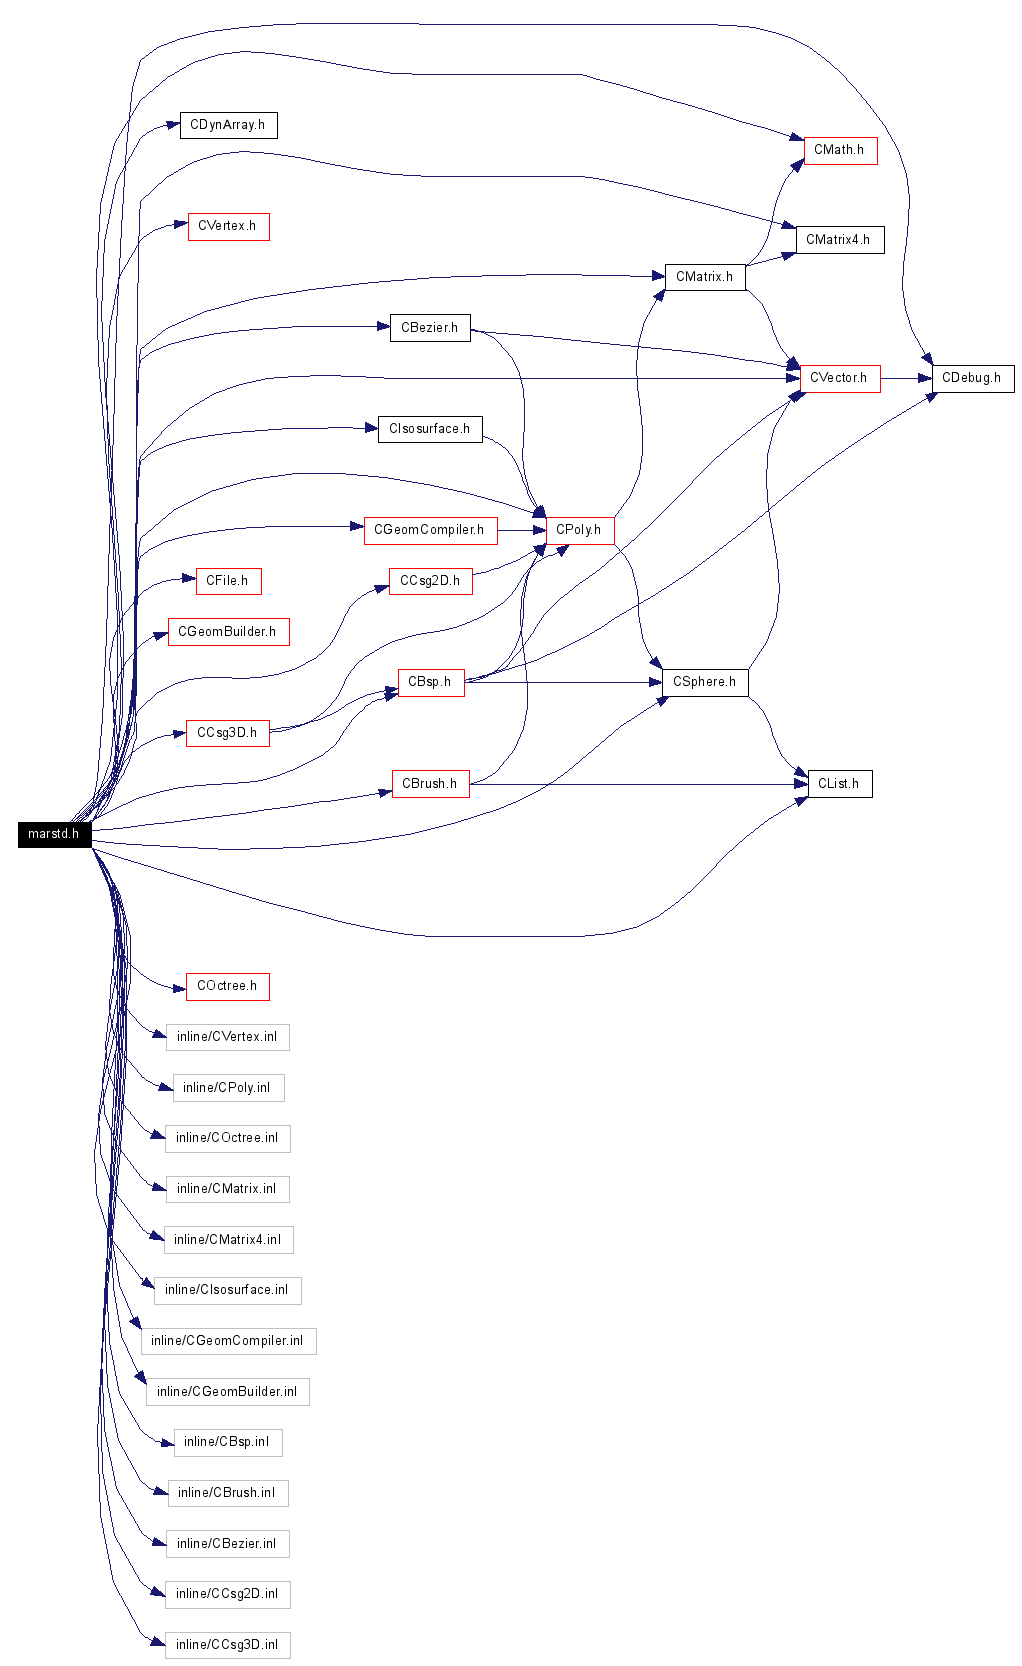 CDynArray.h
CMath.h
CVertex.h
CMatrix4.h
CMatrix.h
CBezier.h
CVector.h
CDebug.h
CIsosurface.h
CGeomCompiler.h
CPoly.h
CFile.h
CCsg2D.h
CGeomBuilder.h
CBsp.h
CSphere.h
CCsg3D.h
CBrush.h
CList.h
marstd.h
COctree.h
inline/CVertex.inl
inline/CPoly.inl
inline/COctree.inl
inline/CMatrix.inl
inline/CMatrix4.inl
inline/CIsosurface.inl
inline/CGeomCompiler.inl
inline/CGeomBuilder.inl
inline/CBsp.inl
inline/CBrush.inl
inline/CBezier.inl
inline/CCsg2D.inl
inline/CCsg3D.inl